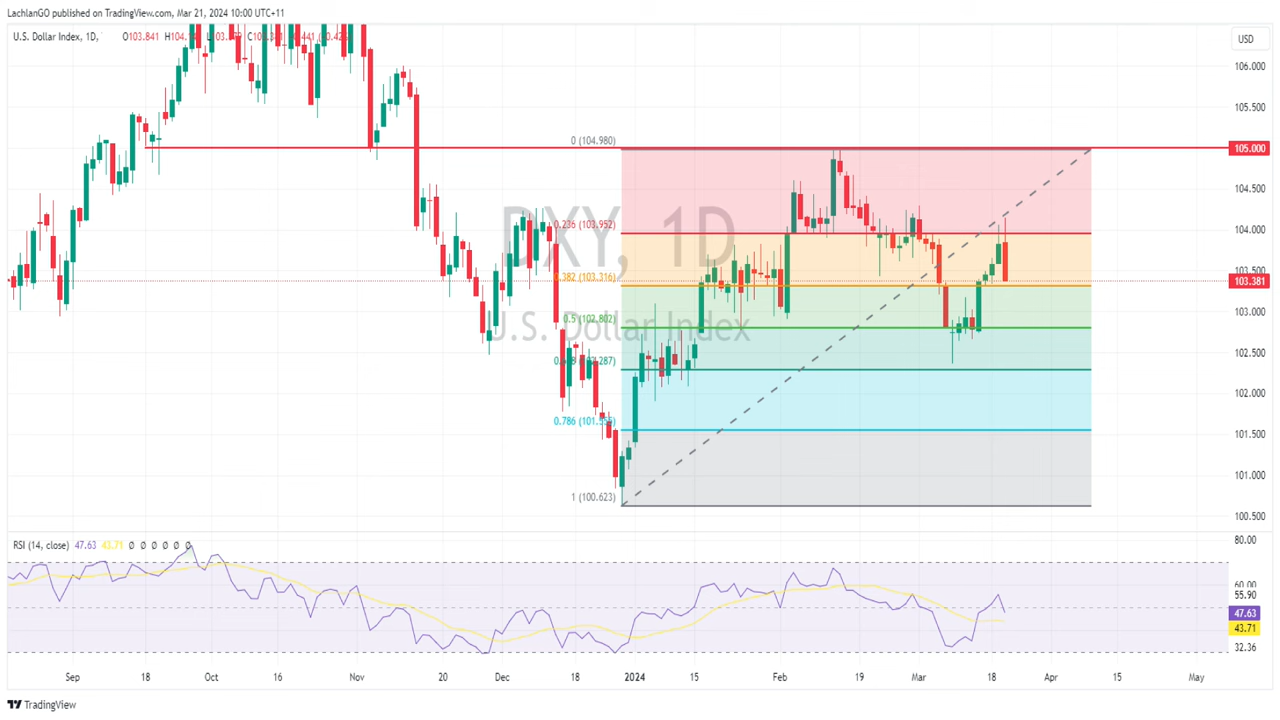 LachlanGO published on TradingView.com, Mar 21, 2024 10:00 UTC+11
U.S. Dollar Index, 1D,
O103.841
USD
106.000
105.500
0 (104.980)
105.000
104.500
0.236 (103.952)
104.000
DXY, 1D
103.500
0.382 (103.316)
103.381
103.000
0.5 (102.802)
U.S. Dollar Index
102.500
102.000
0.786
101.500
101.000
1 (100.623)
100.500
RSI (14, close) 47.63 43.71 Ø Ø Ø Ø Ø Ø
80.00
60.00
55.90
47.63
43.71
32.36
Sep 18 Oct 16 Nov 20 Dec 18 2024 15 Feb 19 Mar 18 Apr 15 May
TradingView